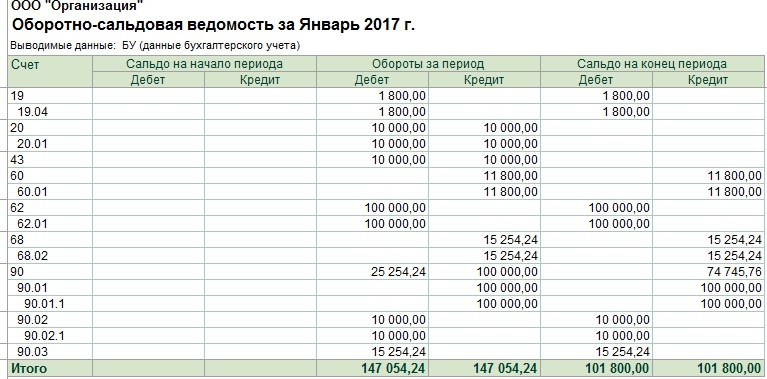 ООО "Организация"
Оборотно-сальдовая ведомость за Январь 2017 г.
Выводимые данные: БУ (данные бухгалтерского учета)
Счет Сальдо на начало периода Обороты за период Сальдо на конец периода
Дебет Кредит Дебет Кредит Дебет Кредит
19 1 800,00 1 800,00
19.04 1 800,00 1 800,00
20 10 000,00 10 000,00
20.01 10 000,00 10 000,00
43 10 000,00 10 000,00
60 11 800,00 11 800,00
60.01 11 800,00 11 800,00
62 100 000,00 100 000,00
62.01 100 000,00 100 000,00
68 15 254,24 15 254,24
68.02 15 254,24 15 254,24
90 25 254,24 100 000,00 74 745,76
90.01 100 000,00 100 000,00
90.01.1 100 000,00 100 000,00
90.02 10 000,00 10 000,00
90.02.1 10 000,00 10 000,00
90.03 15 254,24 15 254,24
Итого 147 054,24 147 054,24 101 800,00 101 800,00